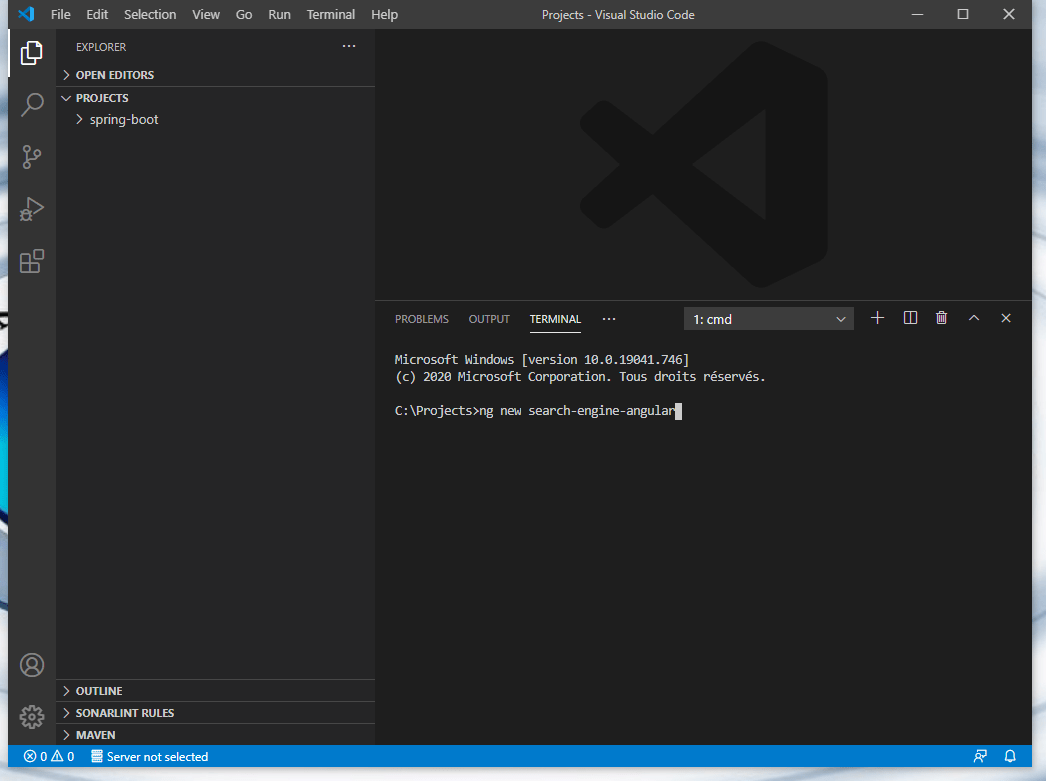 File Edit Selection View Go Run Terminal Help Projects - Visual Studio Code
EXPLORER ···
OPEN EDITORS
PROJECTS
spring-boot
PROBLEMS OUTPUT TERMINAL ··· 1: cmd
Microsoft Windows [version 10.0.19041.746]
(c) 2020 Microsoft Corporation. Tous droits réservés.
C:\Projects>ng new search-engine-angular
OUTLINE
SONARLINT RULES
MAVEN
0 0 Server not selected